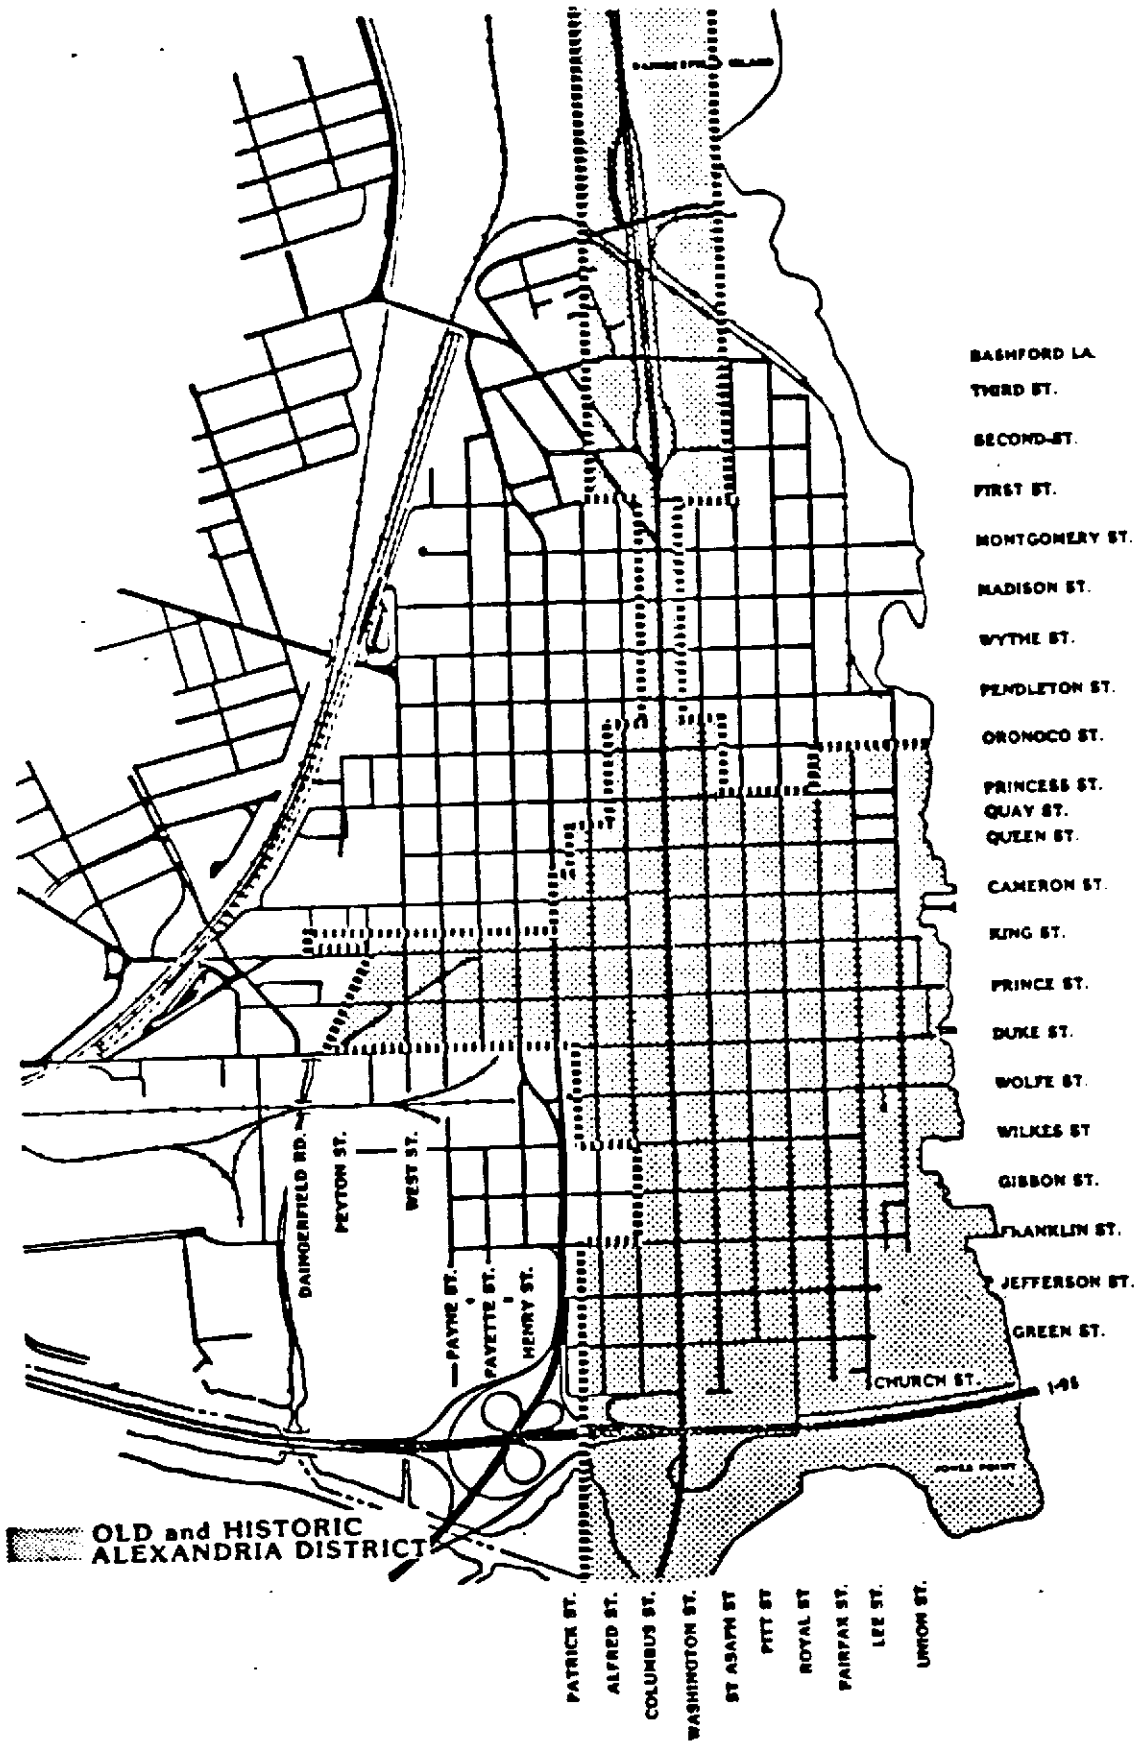 ISLAND
BASHFORD LA.
THIRD ST.
SECOND ST.
FIRST ST.
MONTGOMERY ST.
MADISON ST.
WYTHE ST.
PENDLETON ST.
ORONOCO ST.
PRINCESS ST.
QUAY ST.
QUEEN ST.
CAMERON ST.
KING ST.
PRINCE ST.
DUKE ST.
WOLFE ST.
WILKES ST
GIBBON ST.
FRANKLIN ST.
JEFFERSON ST.
GREEN ST.
CHURCH ST.
I-95
JONES POINT
DAINGERFIELD RD.
PEYTON ST.
WEST ST.
PAYNE ST.
FAYETTE ST.
HENRY ST.
OLD and HISTORIC
ALEXANDRIA DISTRICT
PATRICK ST.
ALFRED ST.
COLUMBUS ST.
WASHINGTON ST.
ST ASAPH ST
PITT ST
ROYAL ST
FAIRFAX ST.
LEE ST.
UNION ST.